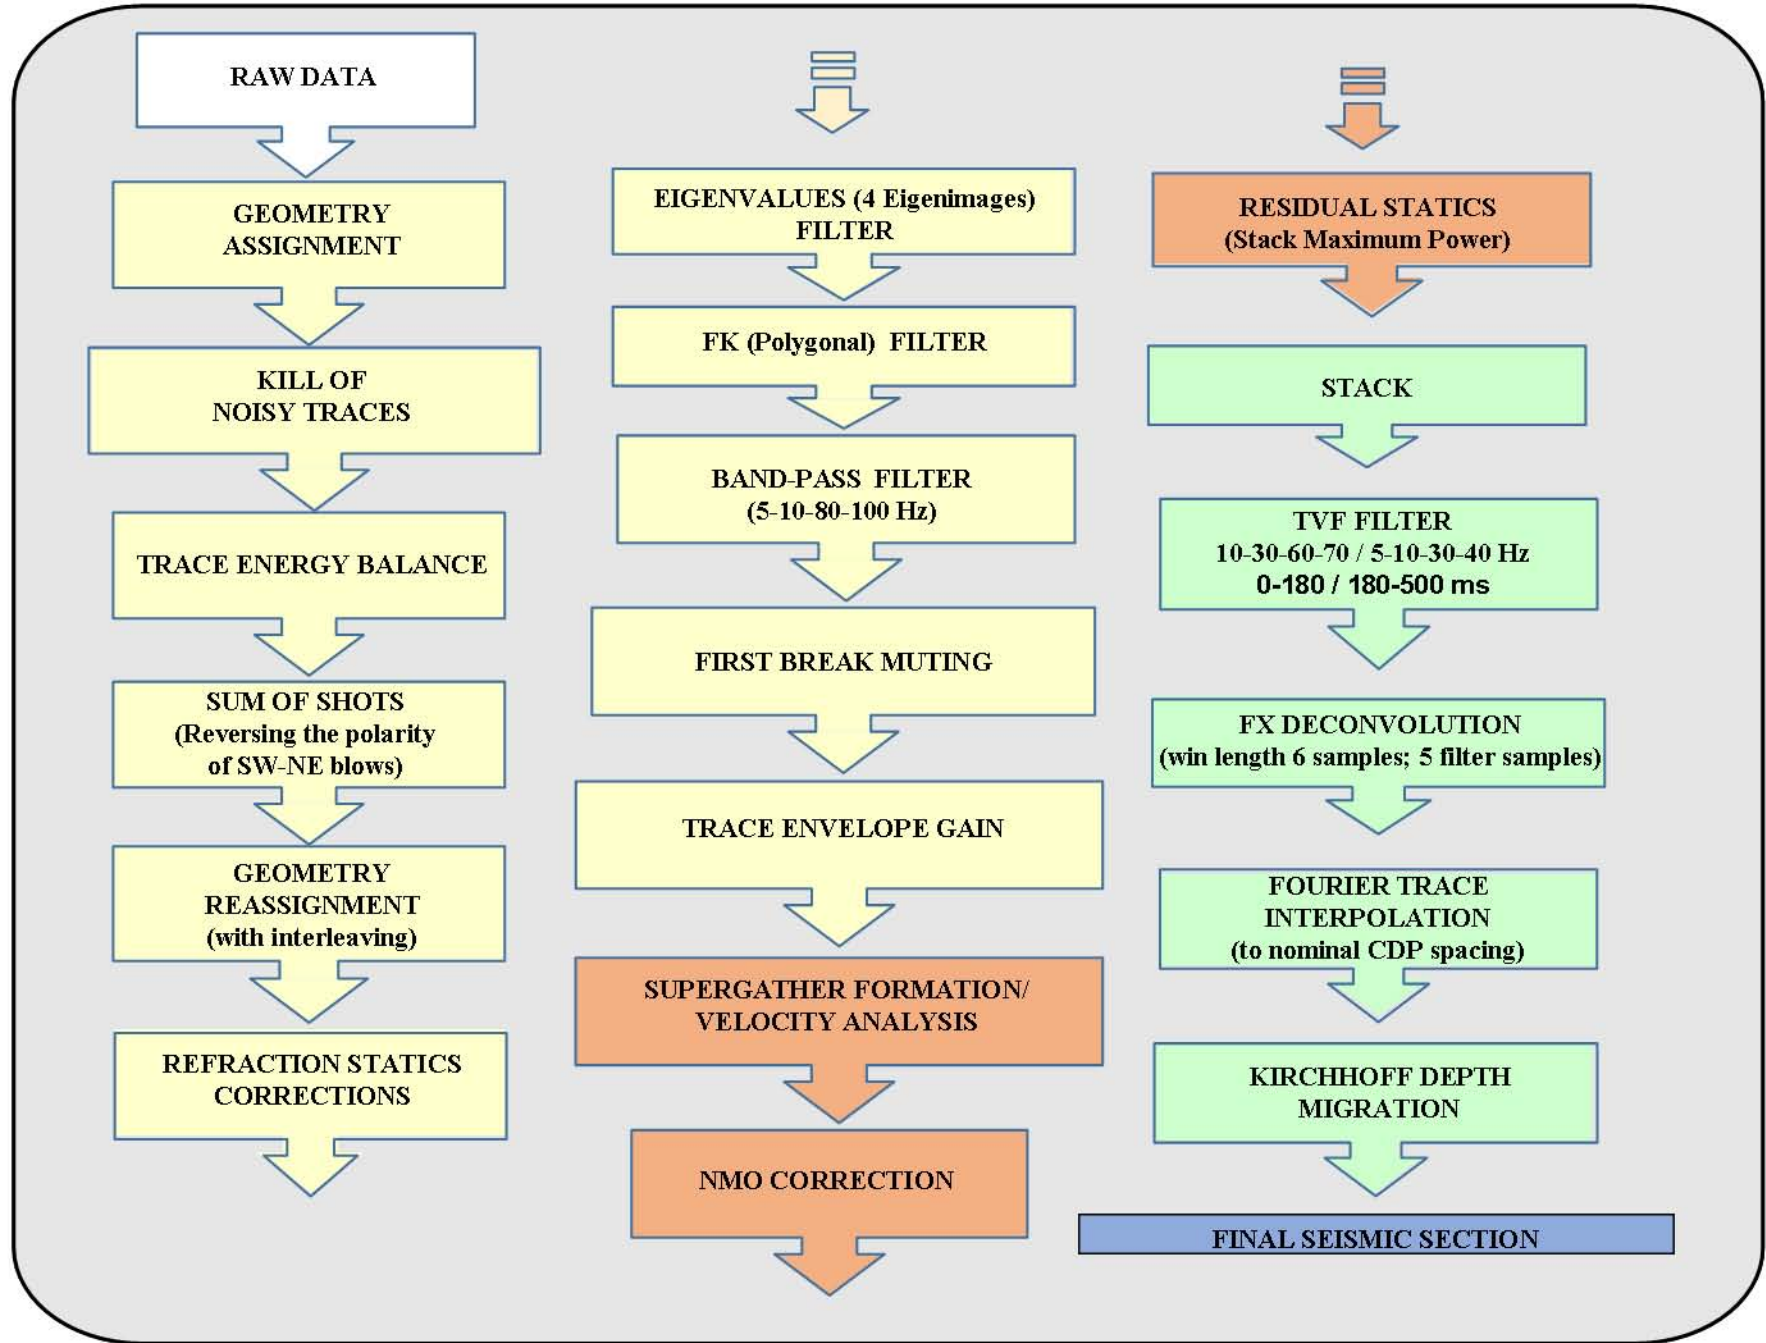 RAW DATA
GEOMETRY
ASSIGNMENT
KILL OF
NOISY TRACES
TRACE ENERGY BALANCE
SUM OF SHOTS
(Reversing the polarity
of SW-NE blows)
GEOMETRY
REASSIGNMENT
(with interleaving)
REFRACTION STATICS
CORRECTIONS
EIGENVALUES (4 Eigenimages)
FILTER
FK (Polygonal) FILTER
BAND-PASS FILTER
(5-10-80-100 Hz)
FIRST BREAK MUTING
TRACE ENVELOPE GAIN
SUPERGATHER FORMATION/
VELOCITY ANALYSIS
NMO CORRECTION
RESIDUAL STATICS
(Stack Maximum Power)
STACK
TVF FILTER
10-30-60-70 / 5-10-30-40 Hz
0-180 / 180-500 ms
FX DECONVOLUTION
(win length 6 samples; 5 filter samples)
FOURIER TRACE
INTERPOLATION
(to nominal CDP spacing)
KIRCHHOFF DEPTH
MIGRATION
FINAL SEISMIC SECTION